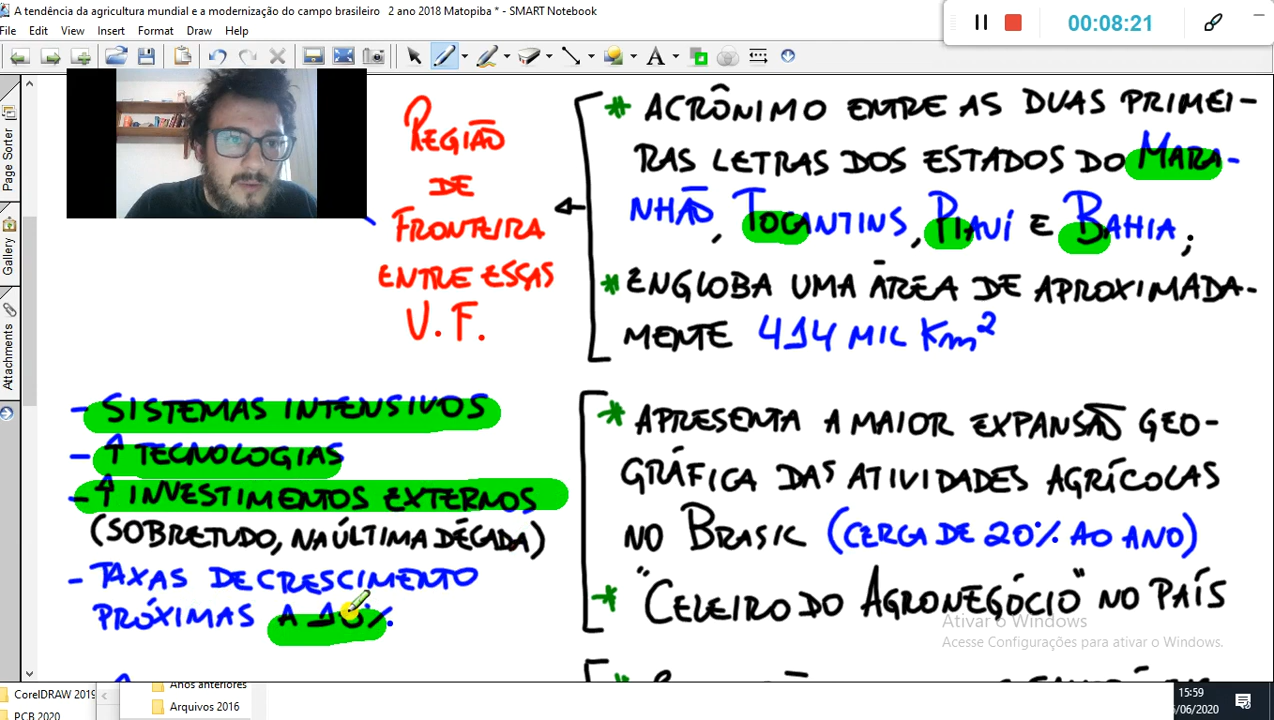 A tendência da agricultura mundial e a modernização do campo brasileiro 2 ano 2018 Matopiba * - SMART Notebook
00:08:21
File Edit View Insert Format Draw Help
Page Sorter
Gallery
Attachments
REGIÃO
DE
FRONTEIRA
ENTRE ESSAS
U.F.
* ACRÔNIMO ENTRE AS DUAS PRIMEI-
RAS LETRAS DOS ESTADOS DO MARA-
NHÃO, TOCANTINS, PIAUÍ E BAHIA;
* ENGLOBA UMA ÁREA DE APROXIMADA-
MENTE 414 MIL Km²
- SISTEMAS INTENSIVOS
- ↑ TECNOLOGIAS
- ↑ INVESTIMENTOS EXTERNOS
(SOBRETUDO, NA ÚLTIMA DÉCADA)
- TAXAS DE CRESCIMENTO
PRÓXIMAS A
* APRESENTA A MAIOR EXPANSÃO GEO-
GRÁFICA DAS ATIVIDADES AGRÍCOLAS
NO BRASIL (CERCA DE 20% AO ANO)
* "CELEIRO DO AGRONEGÓCIO" NO PAÍS
Ativar o Windows
Acesse Configurações para ativar o Windows.
CorelDRAW 2019
PCB 2020
Anos anteriores
Arquivos 2016
15:59
/06/2020